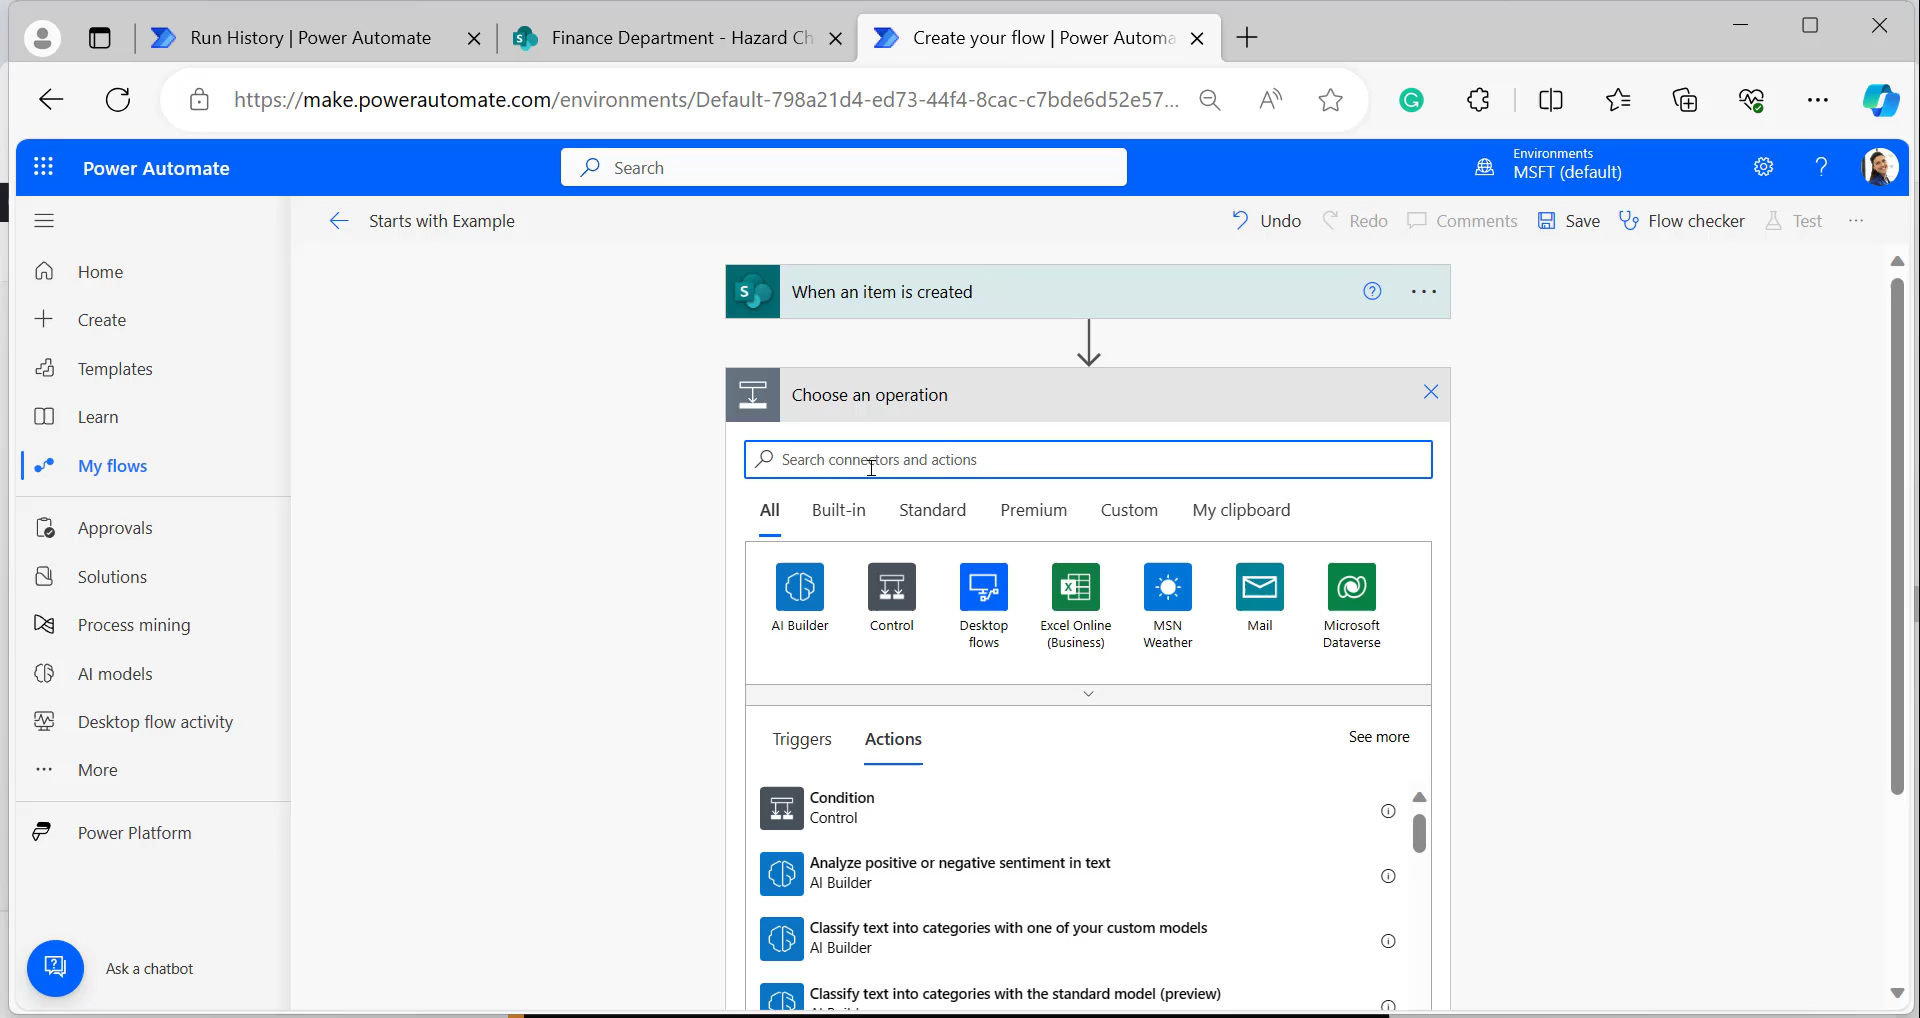 Run History | Power Automate
Finance Department - Hazard Ch
Create your flow | Power Automa
https://make.powerautomate.com/environments/Default-798a21d4-ed73-44f4-8cac-c7bde6d52e57...
Power Automate
Search
Environments
MSFT (default)
Starts with Example
Undo
Redo
Comments
Save
Flow checker
Test
Home
Create
Templates
Learn
My flows
Approvals
Solutions
Process mining
AI models
Desktop flow activity
More
Power Platform
Ask a chatbot
When an item is created
Choose an operation
Search connectors and actions
All
Built-in
Standard
Premium
Custom
My clipboard
AI Builder
Control
Desktop
flows
Excel Online
(Business)
MSN
Weather
Mail
Microsoft
Dataverse
Triggers
Actions
See more
Condition
Control
Analyze positive or negative sentiment in text
AI Builder
Classify text into categories with one of your custom models
AI Builder
Classify text into categories with the standard model (preview)